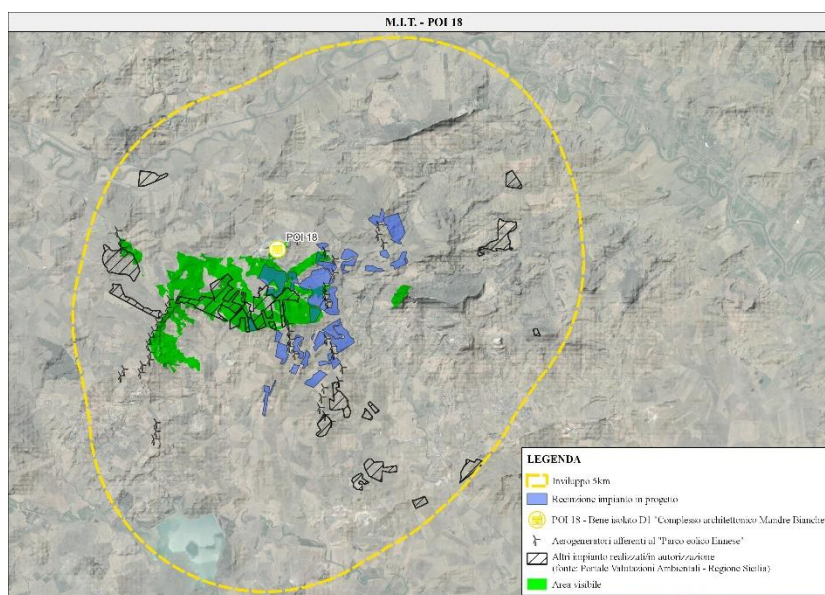 M.I.T. - POI 18
POI 18
LEGENDA
Inviluppo 5km
Recinzione impianto in progetto
POI 18 - Bene isolato D1 "Complesso architettonico Mandre Bianche
Aerogeneratori afferenti al "Parco eolico Ennese"
Altri impianto realizzati/in autorizzazione
(fonte: Portale Valutazioni Ambientali - Regione Sicilia)
Area visibile